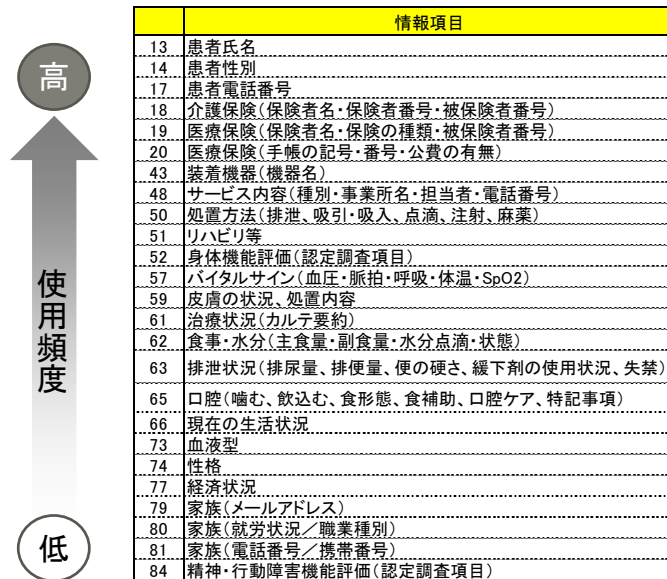 高
使用頻度
低
情報項目
13 患者氏名
14 患者性別
17 患者電話番号
18 介護保険(保険者名・保険者番号・被保険者番号)
19 医療保険(保険者名・保険の種類・被保険者番号)
20 医療保険(手帳の記号・番号・公費の有無)
43 装着機器(機器名)
48 サービス内容(種別・事業所名・担当者・電話番号)
50 処置方法(排泄、吸引・吸入、点滴、注射、麻薬)
51 リハビリ等
52 身体機能評価(認定調査項目)
57 バイタルサイン(血圧・脈拍・呼吸・体温・SpO2)
59 皮膚の状況、処置内容
61 治療状況(カルテ要約)
62 食事・水分(主食量・副食量・水分点滴・状態)
63 排泄状況(排尿量、排便量、便の硬さ、緩下剤の使用状況、失禁)
65 口腔(噛む、飲込む、食形態、食補助、口腔ケア、特記事項)
66 現在の生活状況
73 血液型
74 性格
77 経済状況
79 家族(メールアドレス)
80 家族(就労状況/職業種別)
81 家族(電話番号/携帯番号)
84 精神・行動障害機能評価(認定調査項目)